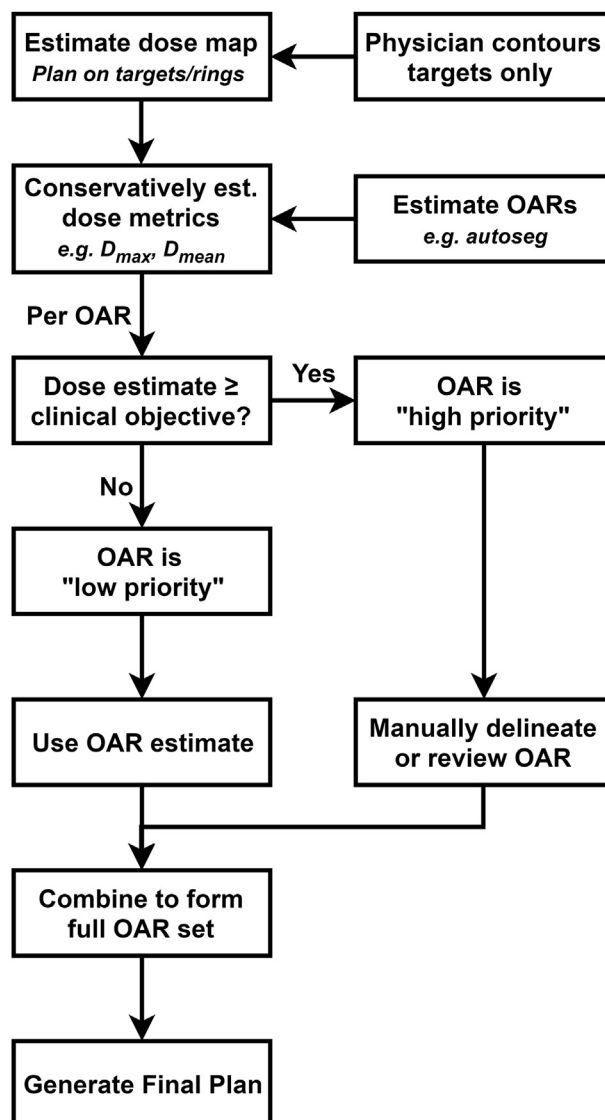 Estimate dose map
Plan on targets/rings
Physician contours
targets only
Conservatively est.
dose metrics
e.g. Dmax, Dmean
Estimate OARs
e.g. autoseg
Per OAR
Dose estimate ≥
clinical objective?
Yes
OAR is
"high priority"
No
OAR is
"low priority"
Use OAR estimate
Manually delineate
or review OAR
Combine to form
full OAR set
Generate Final Plan